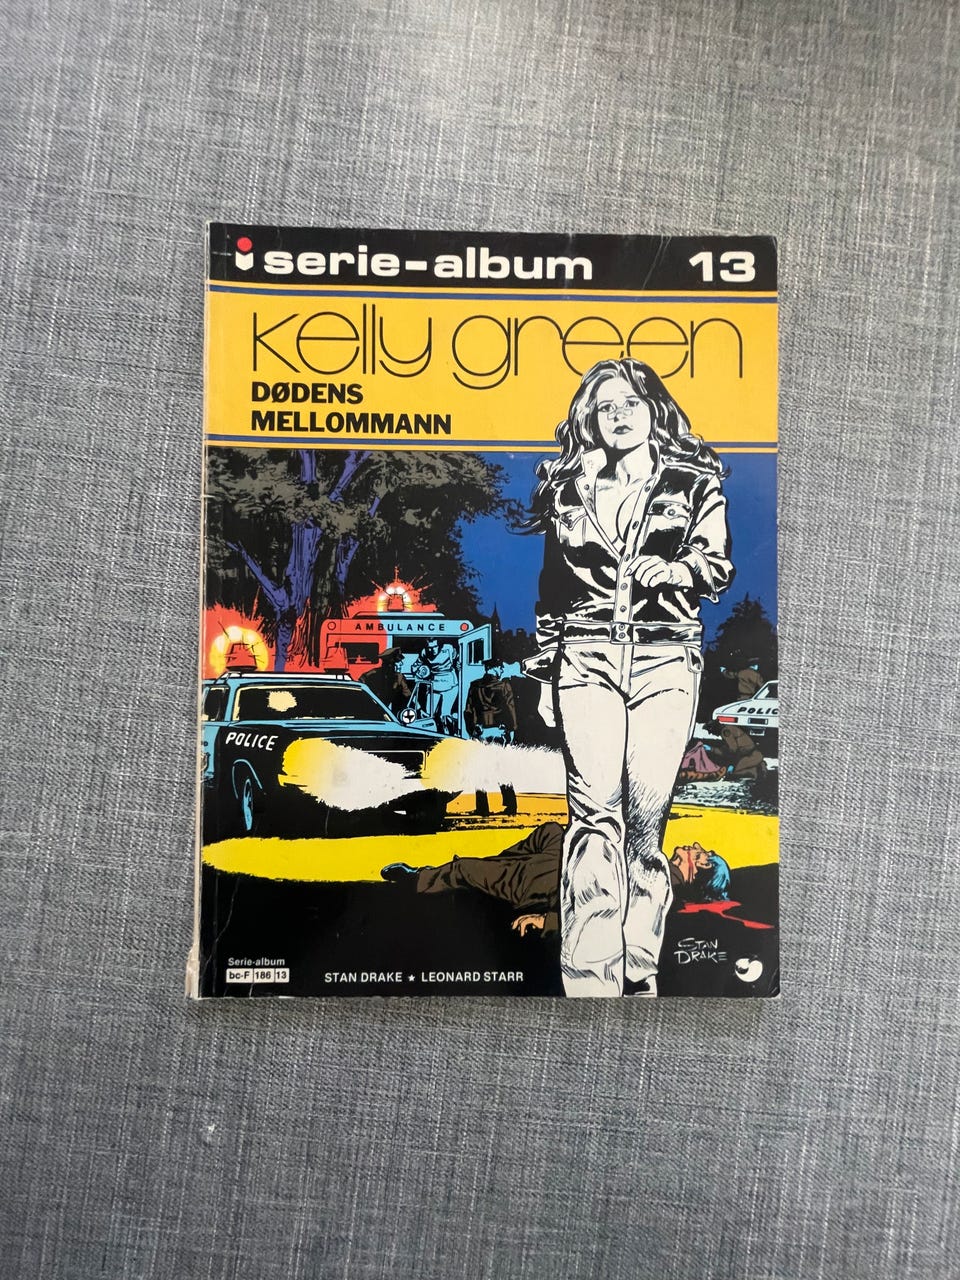 serie-album 13
kelly green
DØDENS
MELLOMMANN
AMBULANCE
POLICE
POLIC
STAN
DRAKE
Serie-album
bc-F 186 13
STAN DRAKE ★ LEONARD STARR